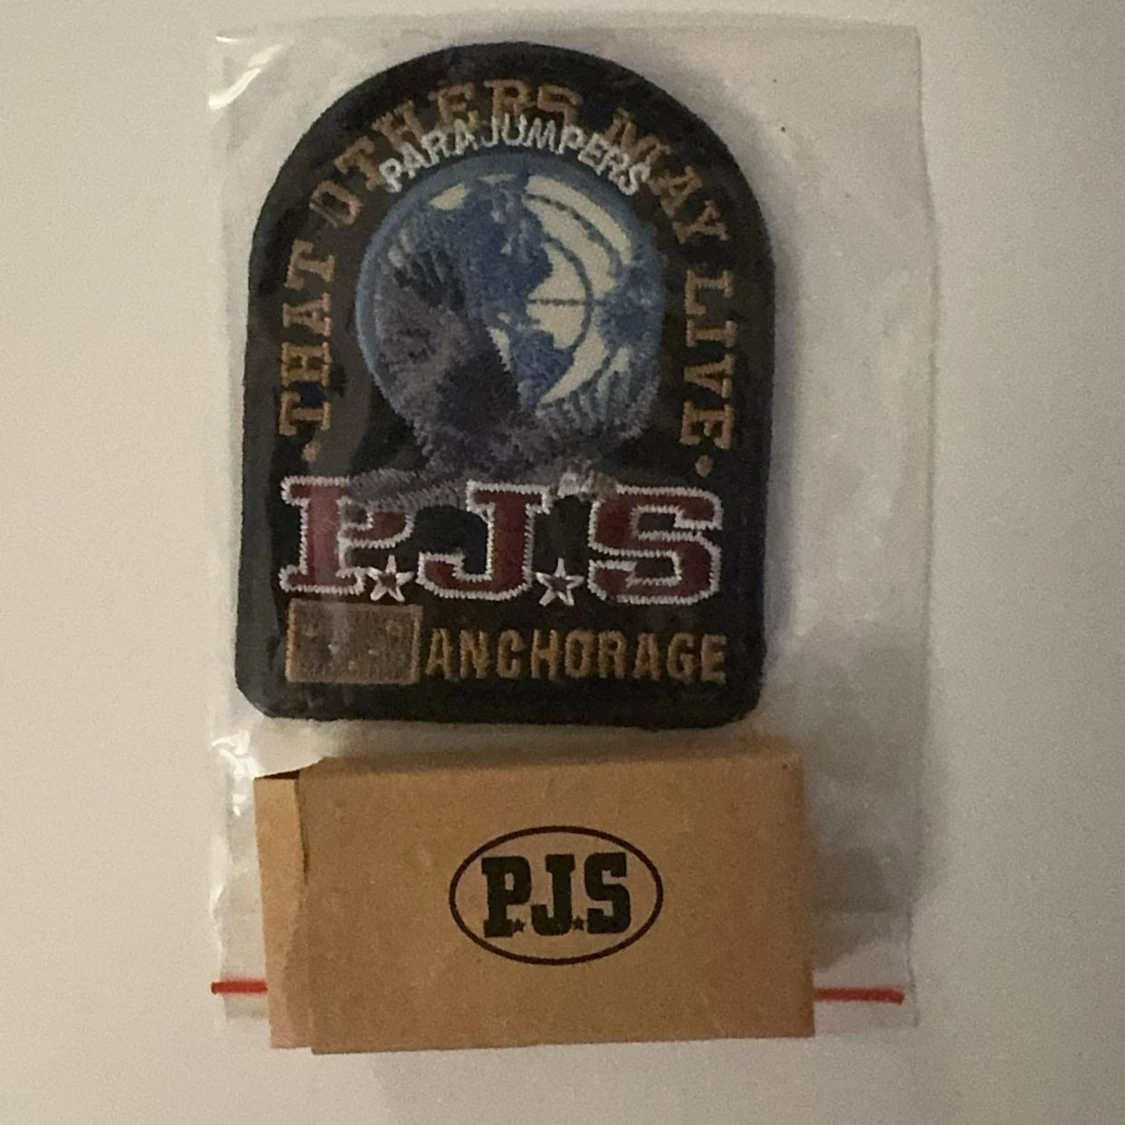 · THAT OTHERS MAY LIVE ·
PARAJUMPERS
P.J.S
ANCHORAGE
P.J.S